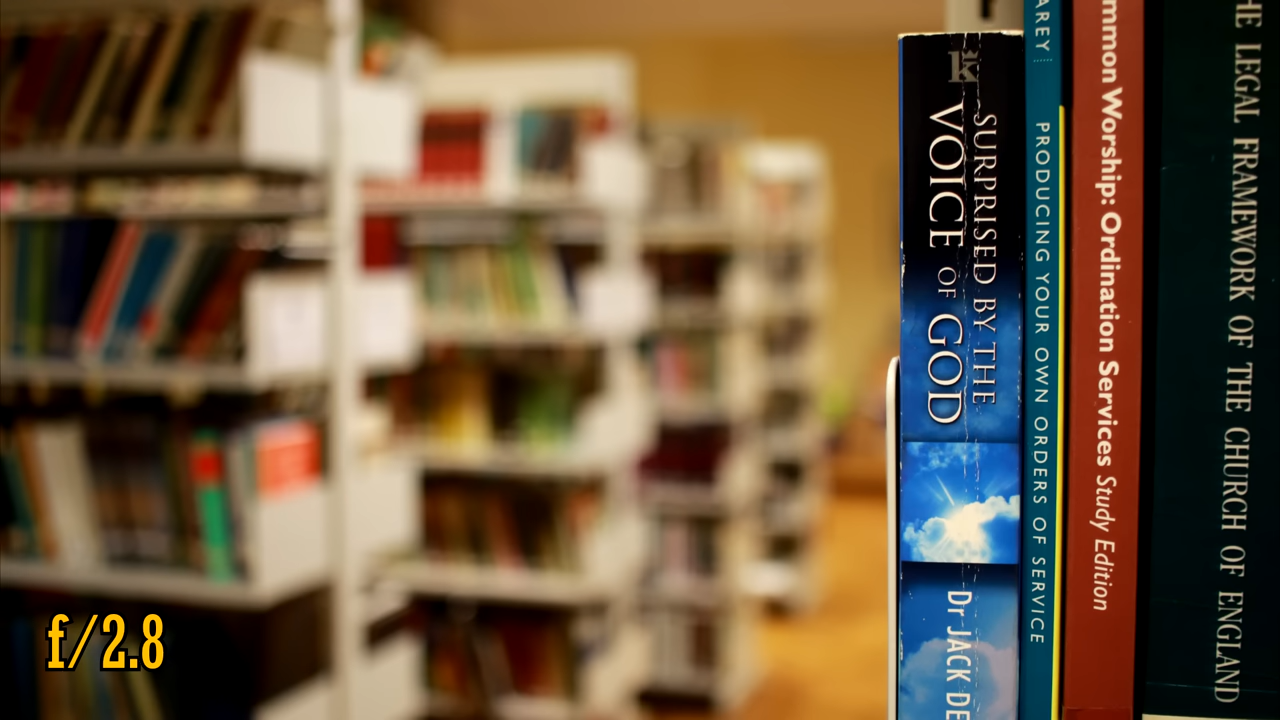 k
SURPRISED BY THE
VOICE OF GOD
Dr JACK DE
AREY
PRODUCING YOUR OWN ORDERS OF SERVICE
mmon Worship: Ordination Services Study Edition
HE LEGAL FRAMEWORK OF THE CHURCH OF ENGLAND
f/2.8